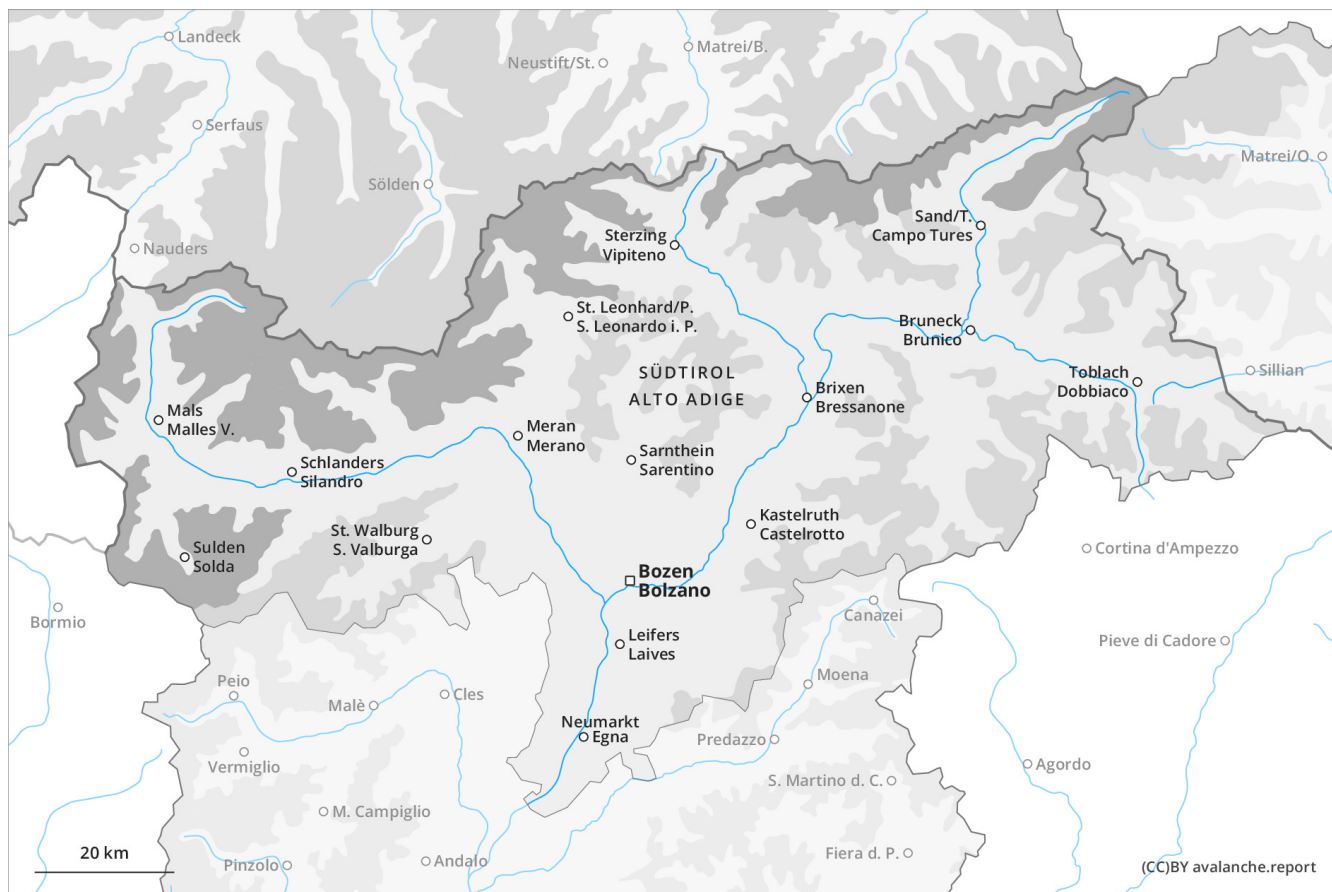 Landeck
Matrei/B.
Neustift/St.
Serfaus
Matrei/O.
Sölden
Sand/T.
Campo Tures
Nauders
Sterzing
Vipiteno
St. Leonhard/P.
S. Leonardo i. P.
Bruneck
Brunico
SÜDTIROL
ALTO ADIGE
Toblach
Dobbiaco
Sillian
Brixen
Bressanone
Mals
Malles V.
Meran
Merano
Sarnthein
Sarentino
Schlanders
Silandro
Kastelruth
Castelrotto
St. Walburg
S. Valburga
Sulden
Solda
Cortina d'Ampezzo
Bozen
Bolzano
Bormio
Canazei
Leifers
Laives
Pieve di Cadore
Peio
Malè
Cles
Moena
Neumarkt
Egna
Predazzo
Vermiglio
Agordo
S. Martino d. C.
M. Campiglio
20 km
Pinzolo
Andalo
Fiera d. P.
(CC)BY avalanche.report